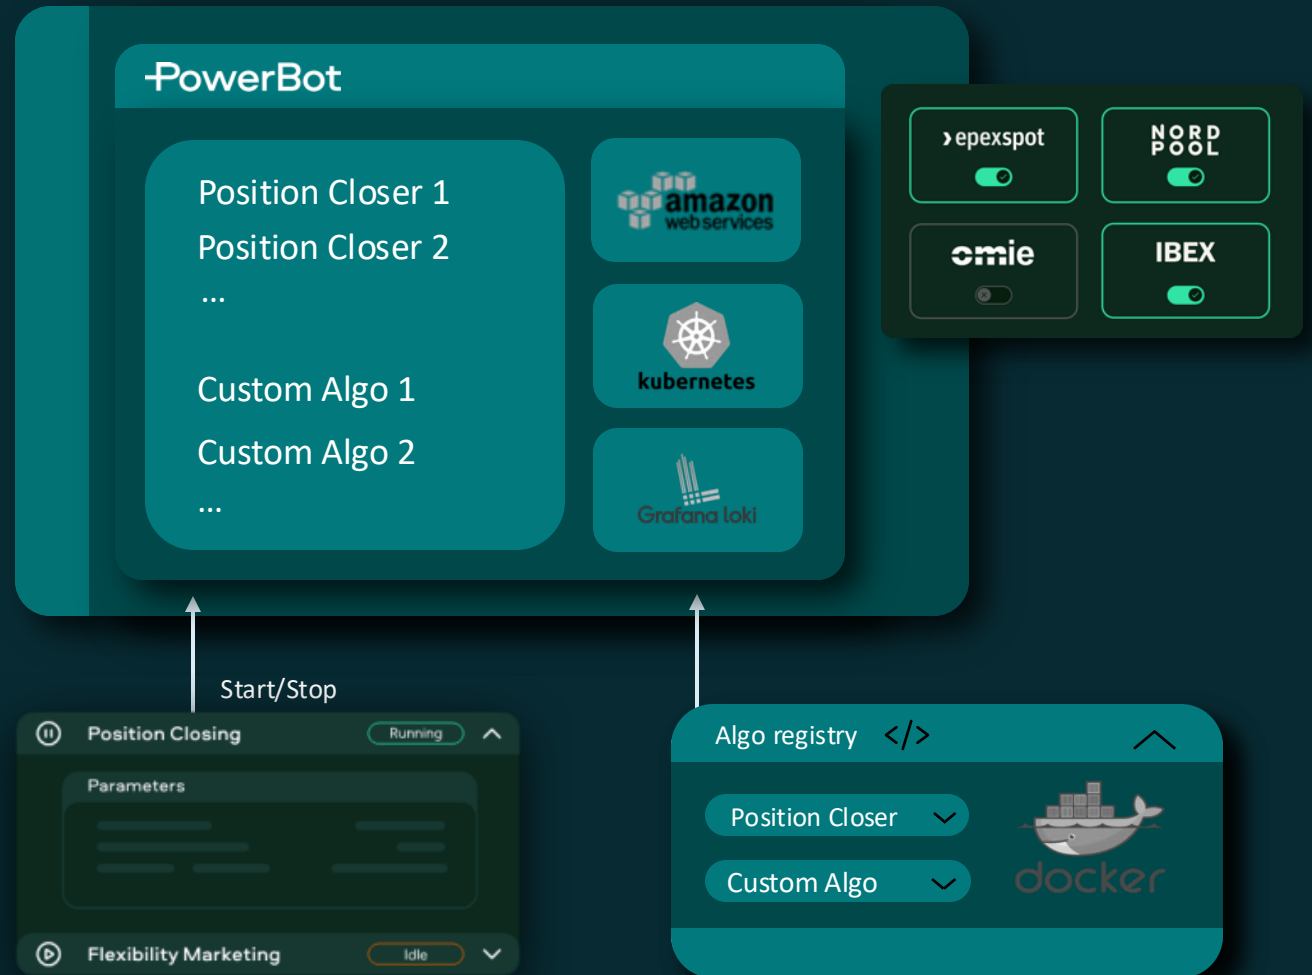 PowerBot
Position Closer 1
Position Closer 2
...
Custom Algo 1
Custom Algo 2
...
amazon
web services
kubernetes
Grafana loki
epexspot
NORD
POOL
omie
IBEX
Start/Stop
Position Closing
Running
Parameters
Flexibility Marketing
Idle
Algo registry </>
Position Closer
Custom Algo
docker